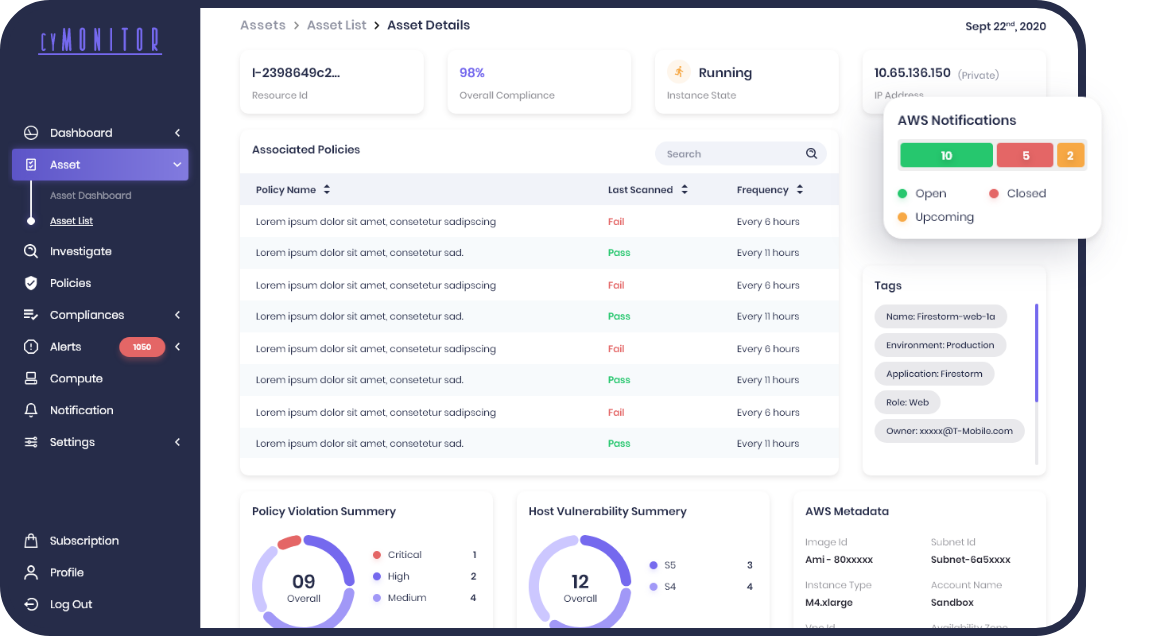 cyMONITOR
Dashboard
Asset
Asset Dashboard
Asset List
Investigate
Policies
Compliances
Alerts 1050
Compute
Notification
Settings
Subscription
Profile
Log Out
Assets > Asset List > Asset Details
Sept 22nd, 2020
I-2398649c2...
Resource Id
98%
Overall Compliance
Running
Instance State
10.65.136.150 (Private)
IP Address
AWS Notifications
10 5 2
Open Closed
Upcoming
Associated Policies
Search
Policy Name Last Scanned Frequency
Lorem ipsum dolor sit amet, consetetur sadipscing Fail Every 6 hours
Lorem ipsum dolor sit amet, consetetur sad. Pass Every 11 hours
Lorem ipsum dolor sit amet, consetetur sadipscing Fail Every 6 hours
Lorem ipsum dolor sit amet, consetetur sad. Pass Every 11 hours
Lorem ipsum dolor sit amet, consetetur sadipscing Fail Every 6 hours
Lorem ipsum dolor sit amet, consetetur sad. Pass Every 11 hours
Lorem ipsum dolor sit amet, consetetur sadipscing Fail Every 6 hours
Lorem ipsum dolor sit amet, consetetur sad. Pass Every 11 hours
Tags
Name: Firestorm-web-1a
Environment: Production
Application: Firestorm
Role: Web
Owner: xxxxx@T-Mobile.com
Policy Violation Summery
09
Overall
Critical 1
High 2
Medium 4
Host Vulnerability Summery
12
Overall
S5 3
S4 4
AWS Metadata
Image Id Subnet Id
Ami - 80xxxxx Subnet-6a5xxxx
Instance Type Account Name
M4.xlarge Sandbox
Vpc Id Availability Zone